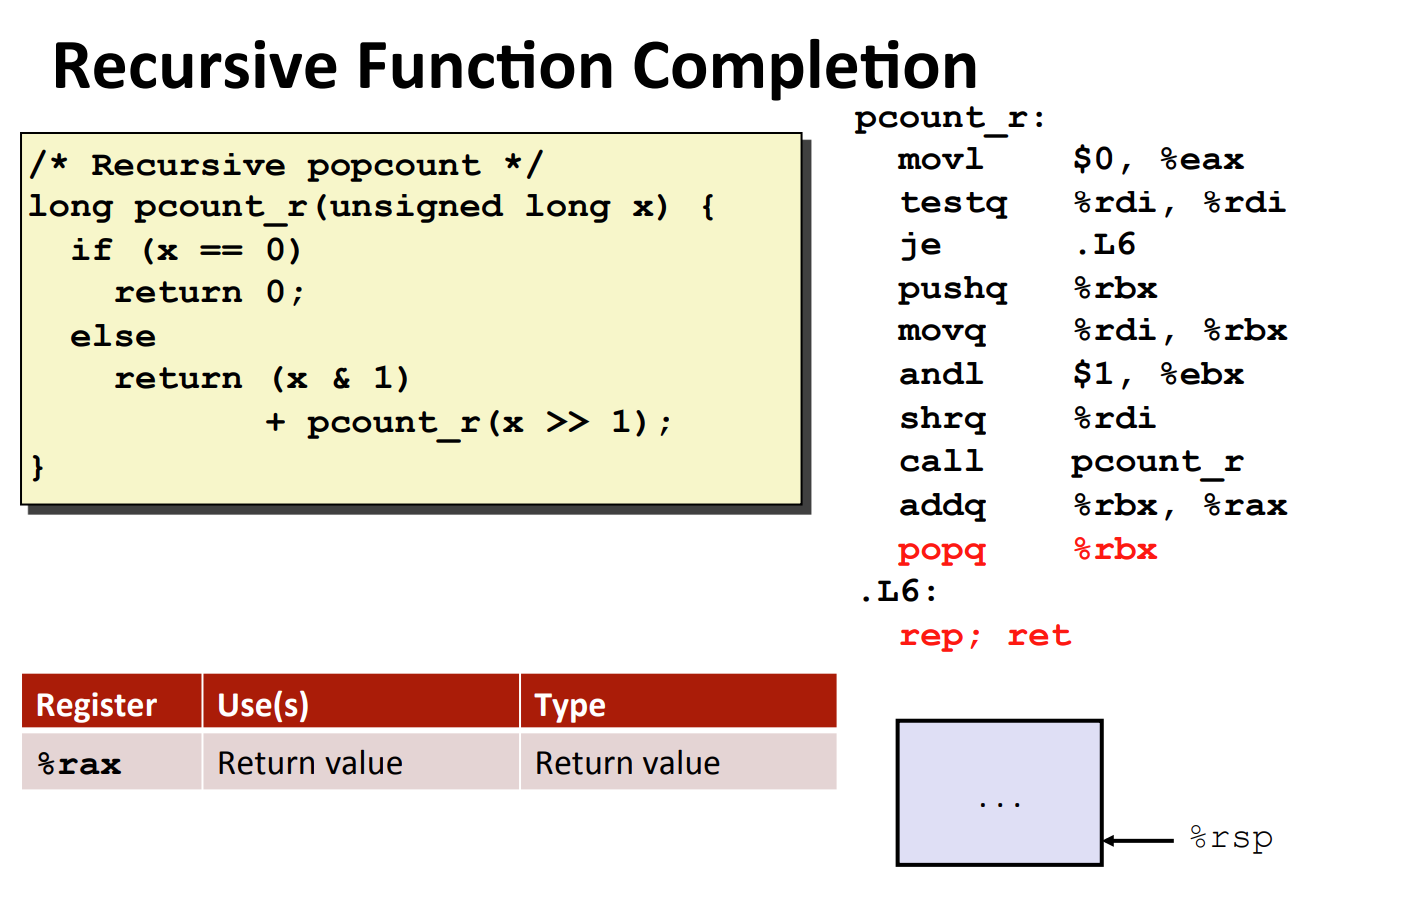 Recursive Function Completion
/* Recursive popcount */
long pcount_r(unsigned long x) {
  if (x == 0)
    return 0;
  else
    return (x & 1)
           + pcount_r(x >> 1);
}
pcount_r:
  movl    $0, %eax
  testq   %rdi, %rdi
  je      .L6
  pushq   %rbx
  movq    %rdi, %rbx
  andl    $1, %ebx
  shrq    %rdi
  call    pcount_r
  addq    %rbx, %rax
  popq    %rbx
.L6:
  rep; ret
Register Use(s) Type
%rax Return value Return value
...
%rsp